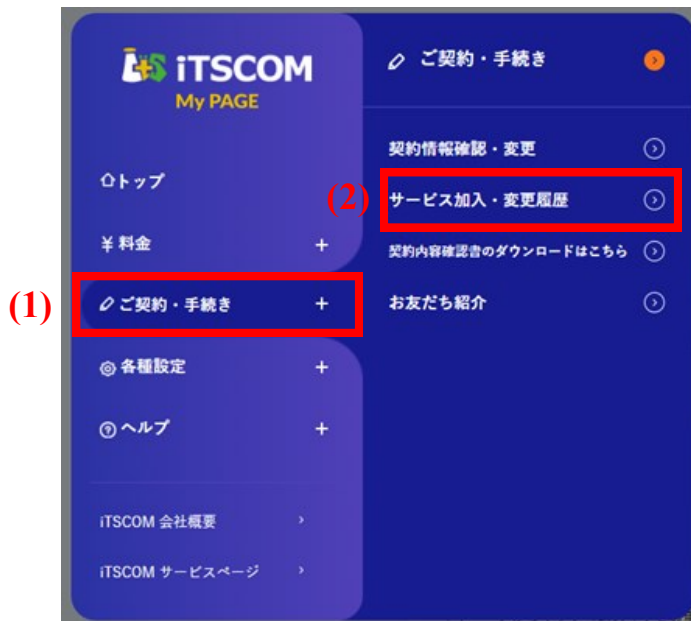 iTSCOM
My PAGE
トップ
¥ 料金 +
(1)
ご契約・手続き +
各種設定 +
ヘルプ +
iTSCOM 会社概要 >
iTSCOM サービスページ >
ご契約・手続き
契約情報確認・変更
(2)
サービス加入・変更履歴
契約内容確認書のダウンロードはこちら
お友だち紹介